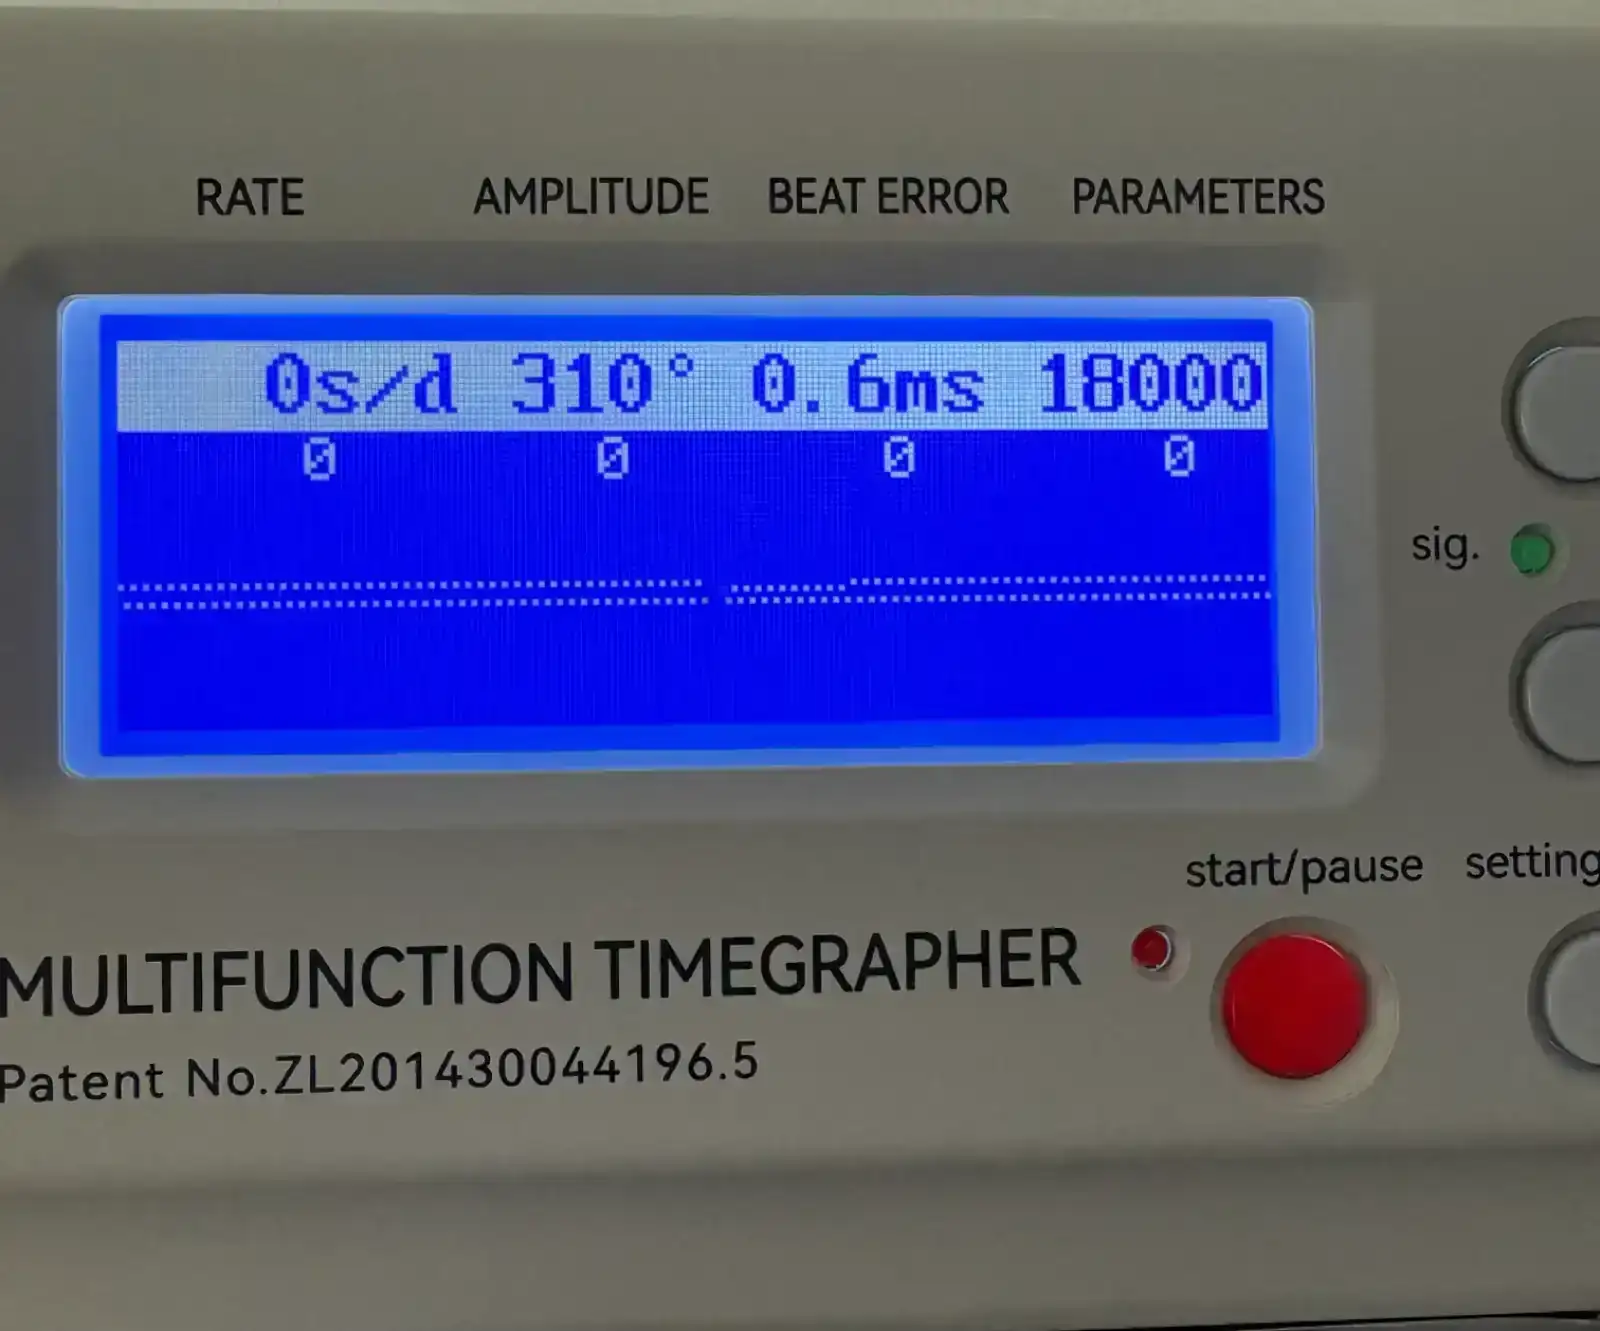 RATE AMPLITUDE BEAT ERROR PARAMETERS
0s/d 310° 0.6ms 18000
0 0 0 0
sig.
start/pause setting
MULTIFUNCTION TIMEGRAPHER
Patent No.ZL201430044196.5